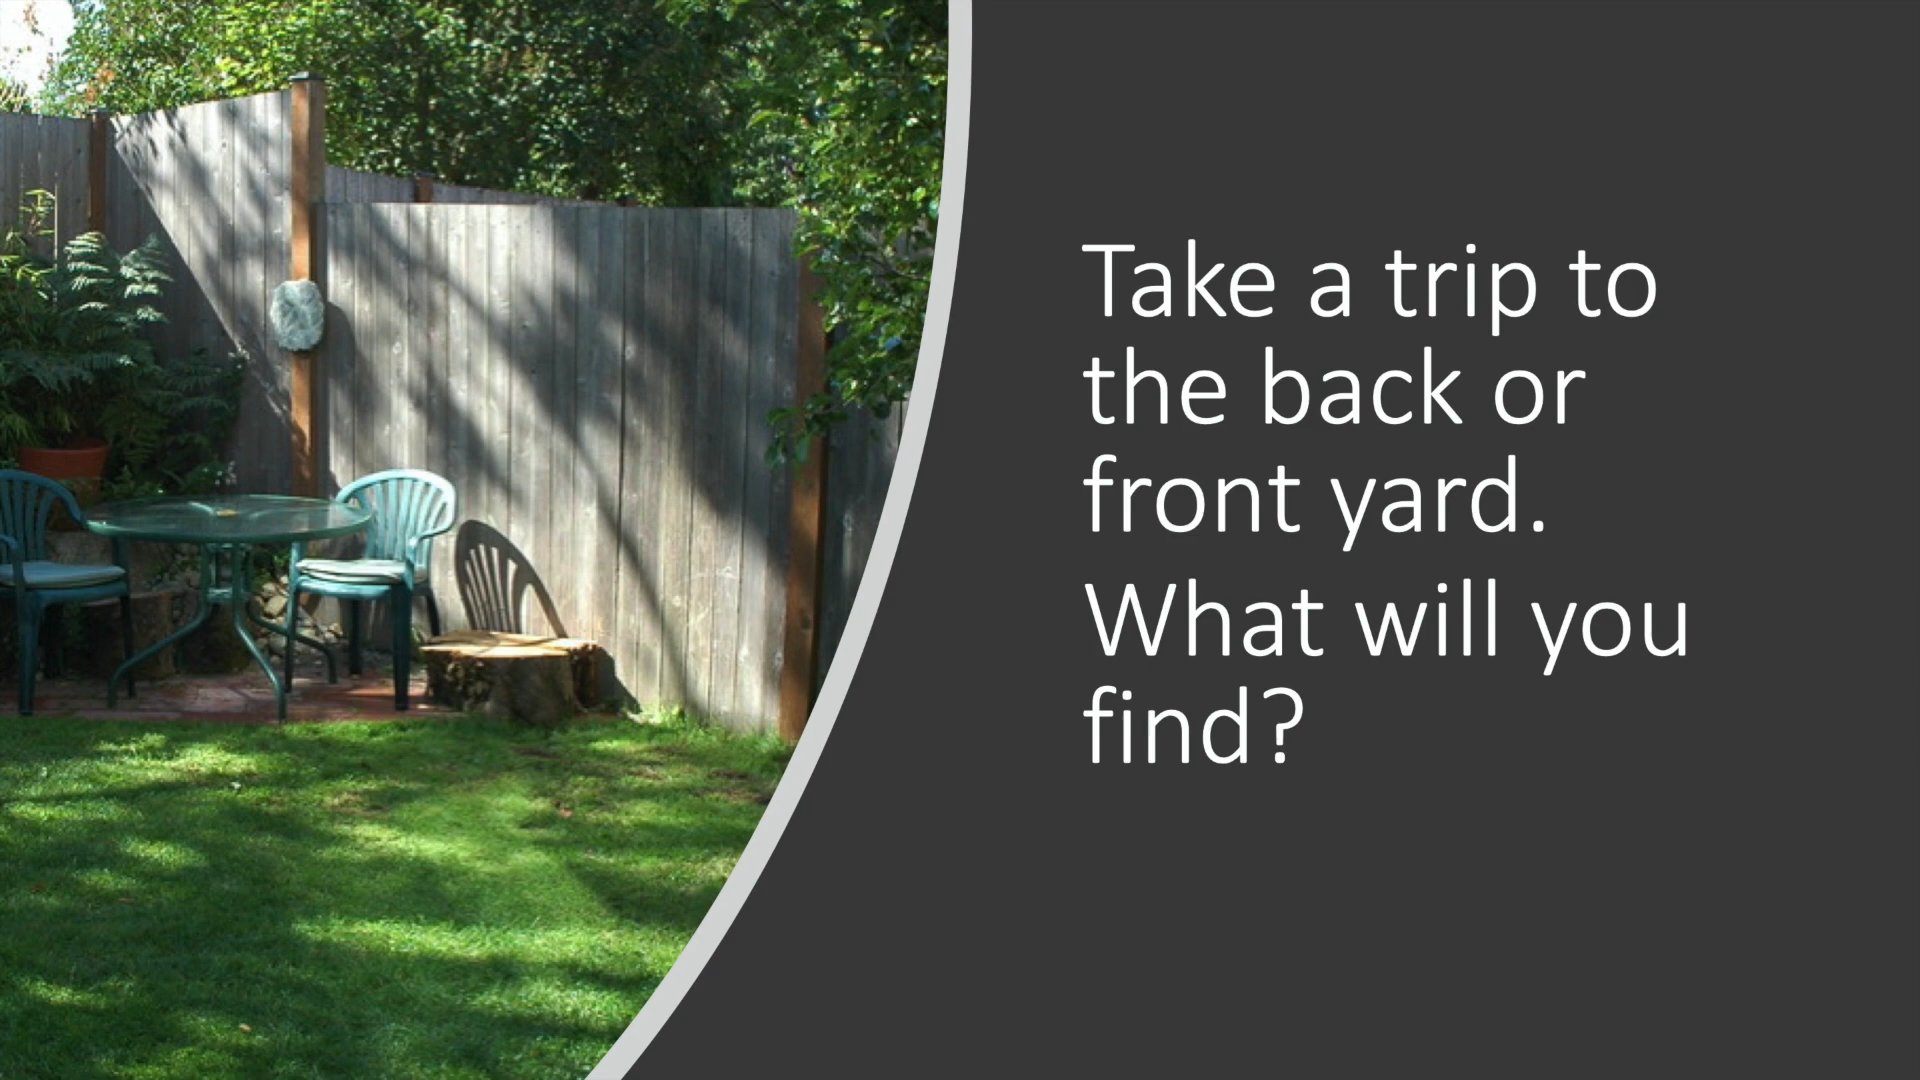 Take a trip to
the back or
front yard.
What will you
find?